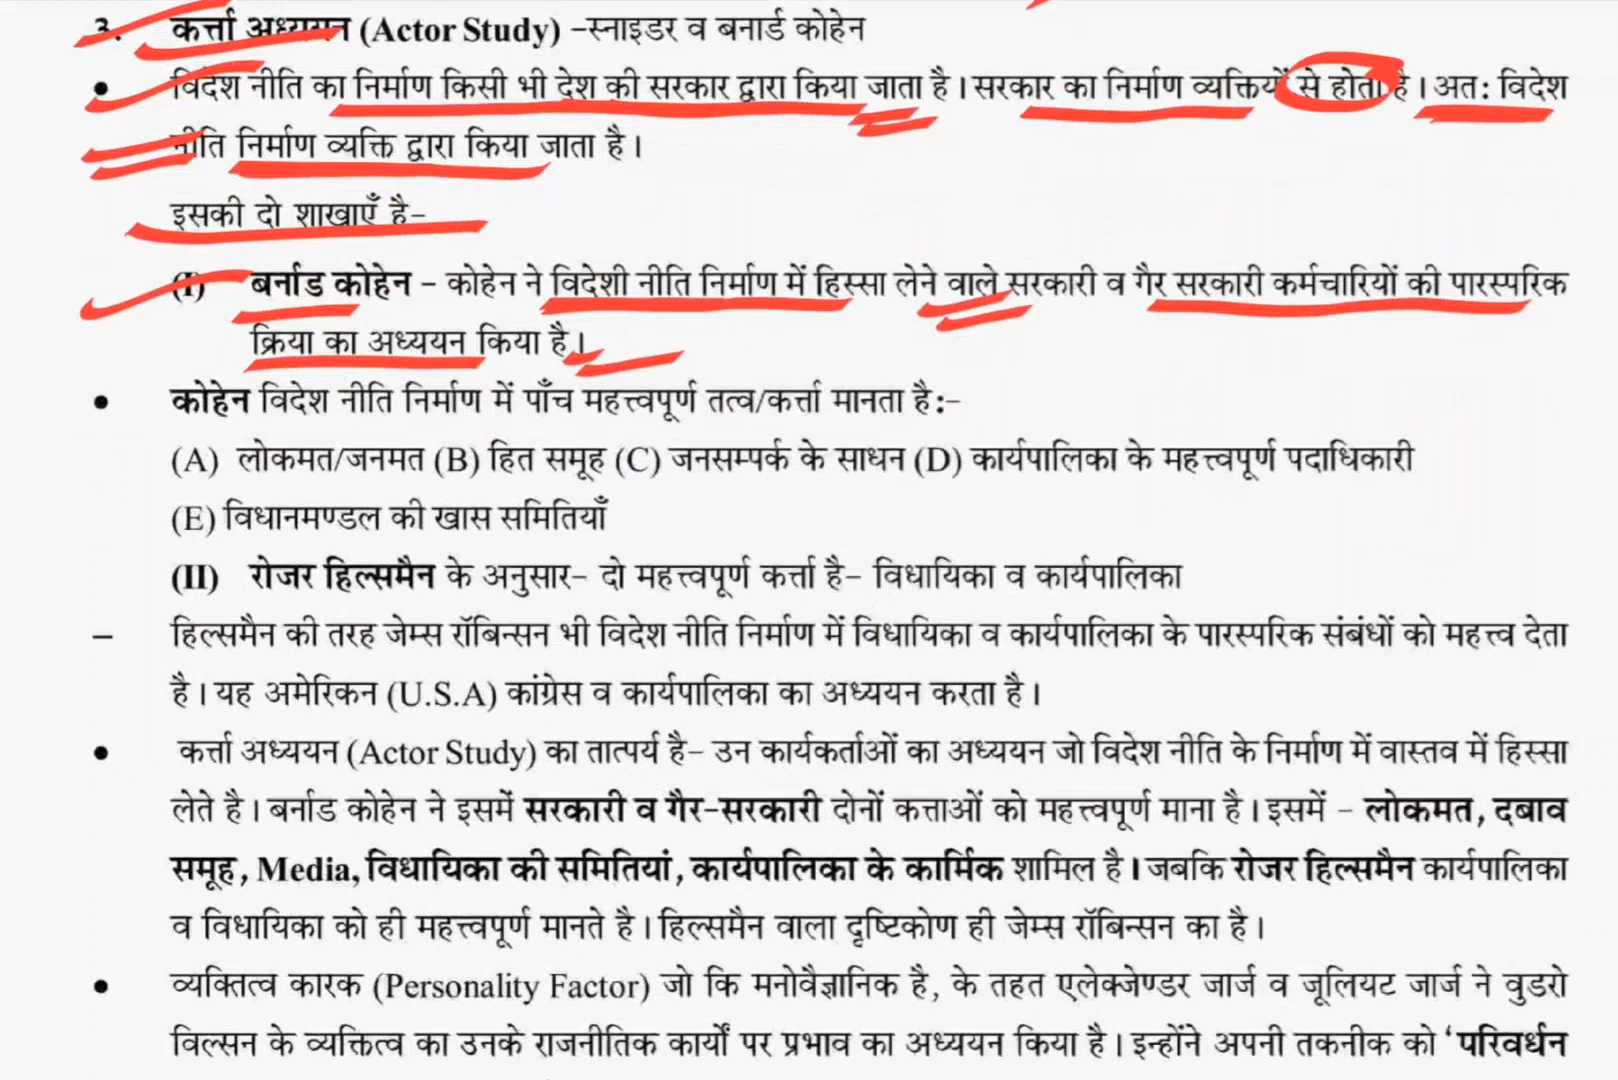 3. कर्त्ता अध्ययन (Actor Study) –स्नाइडर व बनार्ड कोहेन
• विदेश नीति का निर्माण किसी भी देश की सरकार द्वारा किया जाता है। सरकार का निर्माण व्यक्तियों से होता है। अतः विदेश
नीति निर्माण व्यक्ति द्वारा किया जाता है।
इसकी दो शाखाएँ है–
(I) बर्नाड कोहेन – कोहेन ने विदेशी नीति निर्माण में हिस्सा लेने वाले सरकारी व गैर सरकारी कर्मचारियों की पारस्परिक
क्रिया का अध्ययन किया है।
• कोहेन विदेश नीति निर्माण में पाँच महत्त्वपूर्ण तत्व/कर्त्ता मानता है:–
(A) लोकमत/जनमत (B) हित समूह (C) जनसम्पर्क के साधन (D) कार्यपालिका के महत्त्वपूर्ण पदाधिकारी
(E) विधानमण्डल की खास समितियाँ
(II) रोजर हिल्समैन के अनुसार– दो महत्त्वपूर्ण कर्त्ता है– विधायिका व कार्यपालिका
– हिल्समैन की तरह जेम्स रॉबिन्सन भी विदेश नीति निर्माण में विधायिका व कार्यपालिका के पारस्परिक संबंधों को महत्त्व देता
है। यह अमेरिकन (U.S.A) कांग्रेस व कार्यपालिका का अध्ययन करता है।
• कर्त्ता अध्ययन (Actor Study) का तात्पर्य है– उन कार्यकर्ताओं का अध्ययन जो विदेश नीति के निर्माण में वास्तव में हिस्सा
लेते है। बर्नाड कोहेन ने इसमें सरकारी व गैर-सरकारी दोनों कत्ताओं को महत्त्वपूर्ण माना है। इसमें – लोकमत, दबाव
समूह, Media, विधायिका की समितियां, कार्यपालिका के कार्मिक शामिल है। जबकि रोजर हिल्समैन कार्यपालिका
व विधायिका को ही महत्त्वपूर्ण मानते है। हिल्समैन वाला दृष्टिकोण ही जेम्स रॉबिन्सन का है।
• व्यक्तित्व कारक (Personality Factor) जो कि मनोवैज्ञानिक है, के तहत एलेक्जेण्डर जार्ज व जूलियट जार्ज ने वुडरो
विल्सन के व्यक्तित्व का उनके राजनीतिक कार्यों पर प्रभाव का अध्ययन किया है। इन्होंने अपनी तकनीक को 'परिवर्धन